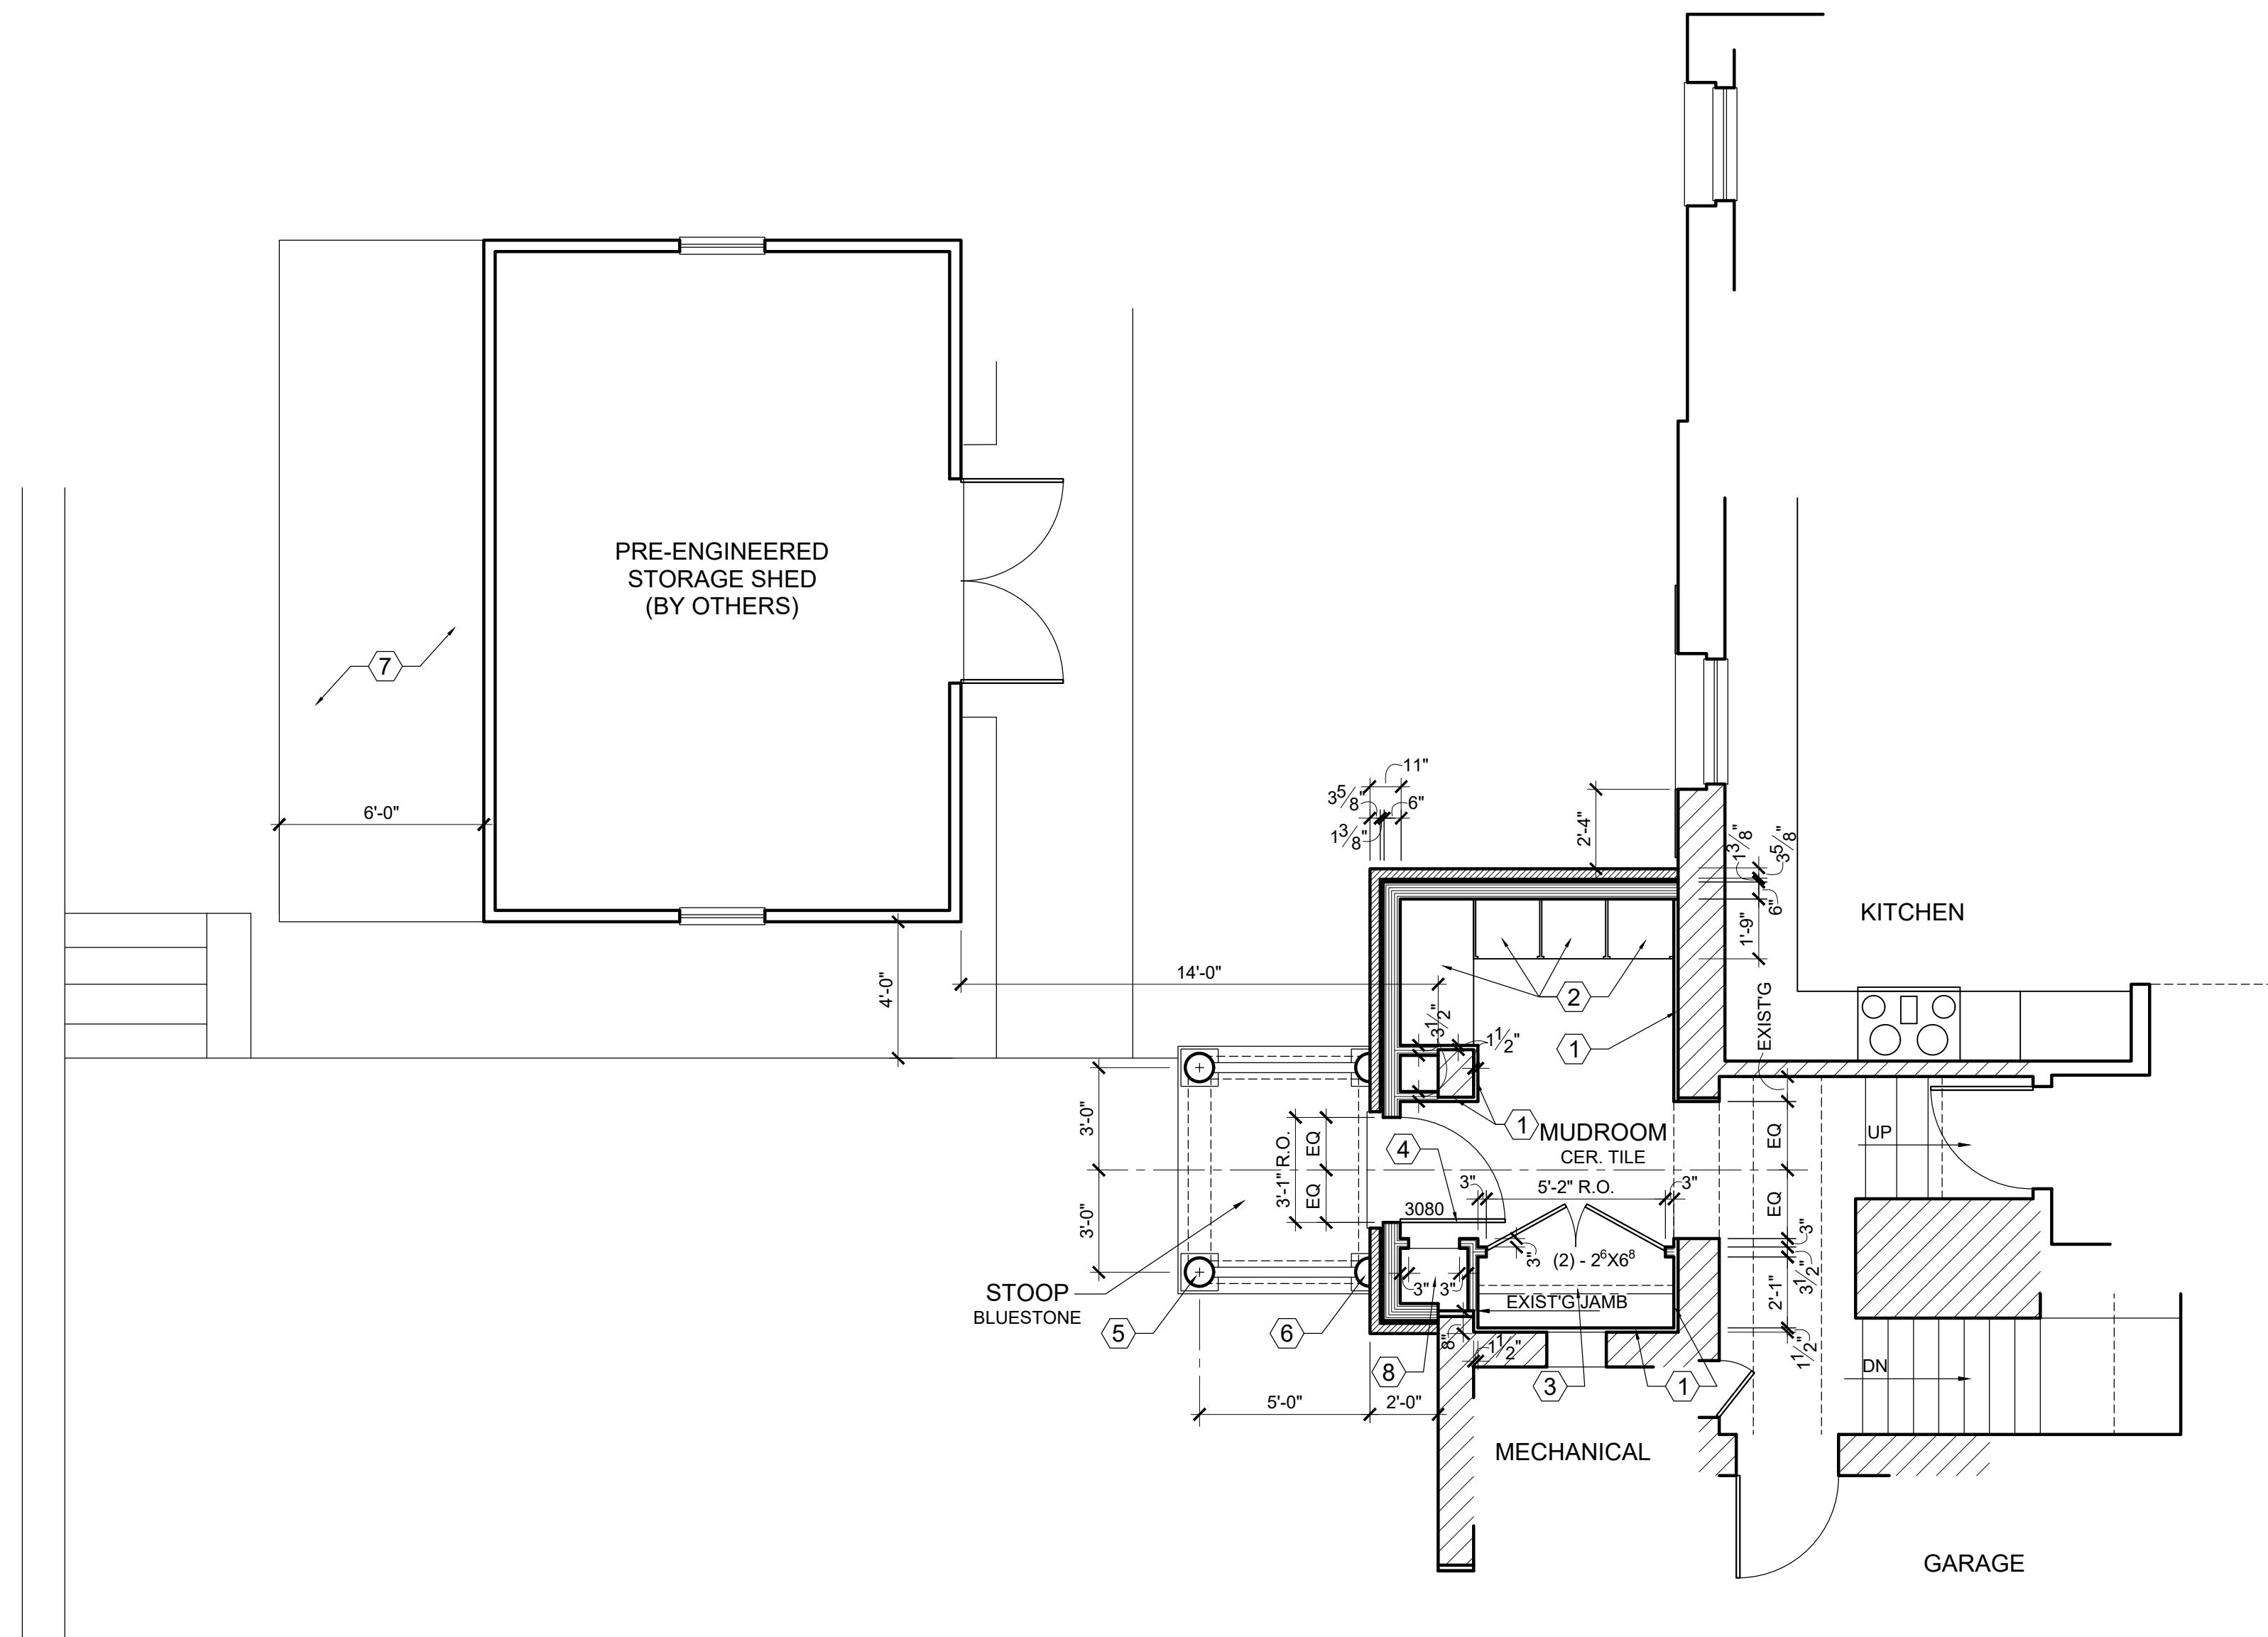 PRE-ENGINEERED
STORAGE SHED
(BY OTHERS)
7
6'-0"
11"
3 5/8"
6"
1 3/8"
2'-4"
1 3/8"
3 5/8"
6"
1'-9"
KITCHEN
14'-0"
4'-0"
2
EXIST'G
3 1/2"
1 1/2"
1
3'-0"
3'-1" R.O.
EQ
EQ
4
1
MUDROOM
CER. TILE
EQ
UP
3"
5'-2" R.O.
3"
3'-0"
3080
EQ
3"
3 1/2"
2'-1"
1 1/2"
3"
(2) - 2⁶X6⁸
STOOP
BLUESTONE
3"
3"
EXIST'G JAMB
5
6
8"
1 1/2"
8
3
1
DN
5'-0"
2'-0"
MECHANICAL
GARAGE